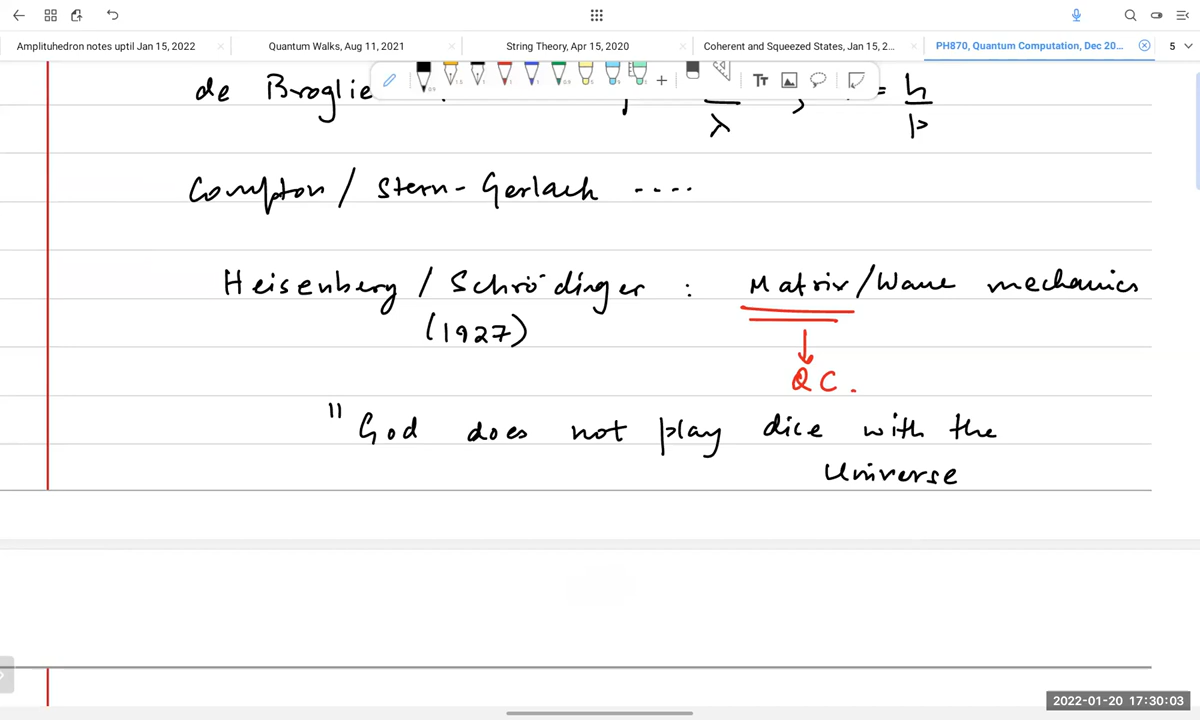 Amplituhedron notes uptil Jan 15, 2022
Quantum Walks, Aug 11, 2021
String Theory, Apr 15, 2020
Coherent and Squeezed States, Jan 15, 2...
PH870, Quantum Computation, Dec 20...
5
Tт
de Broglie λ , = h/p
Compton / Stern-Gerlach ....
Heisenberg / Schrödinger : Matrix/Wave mechanics
(1927)
QC.
"God does not play dice with the
Universe
2022-01-20 17:30:03